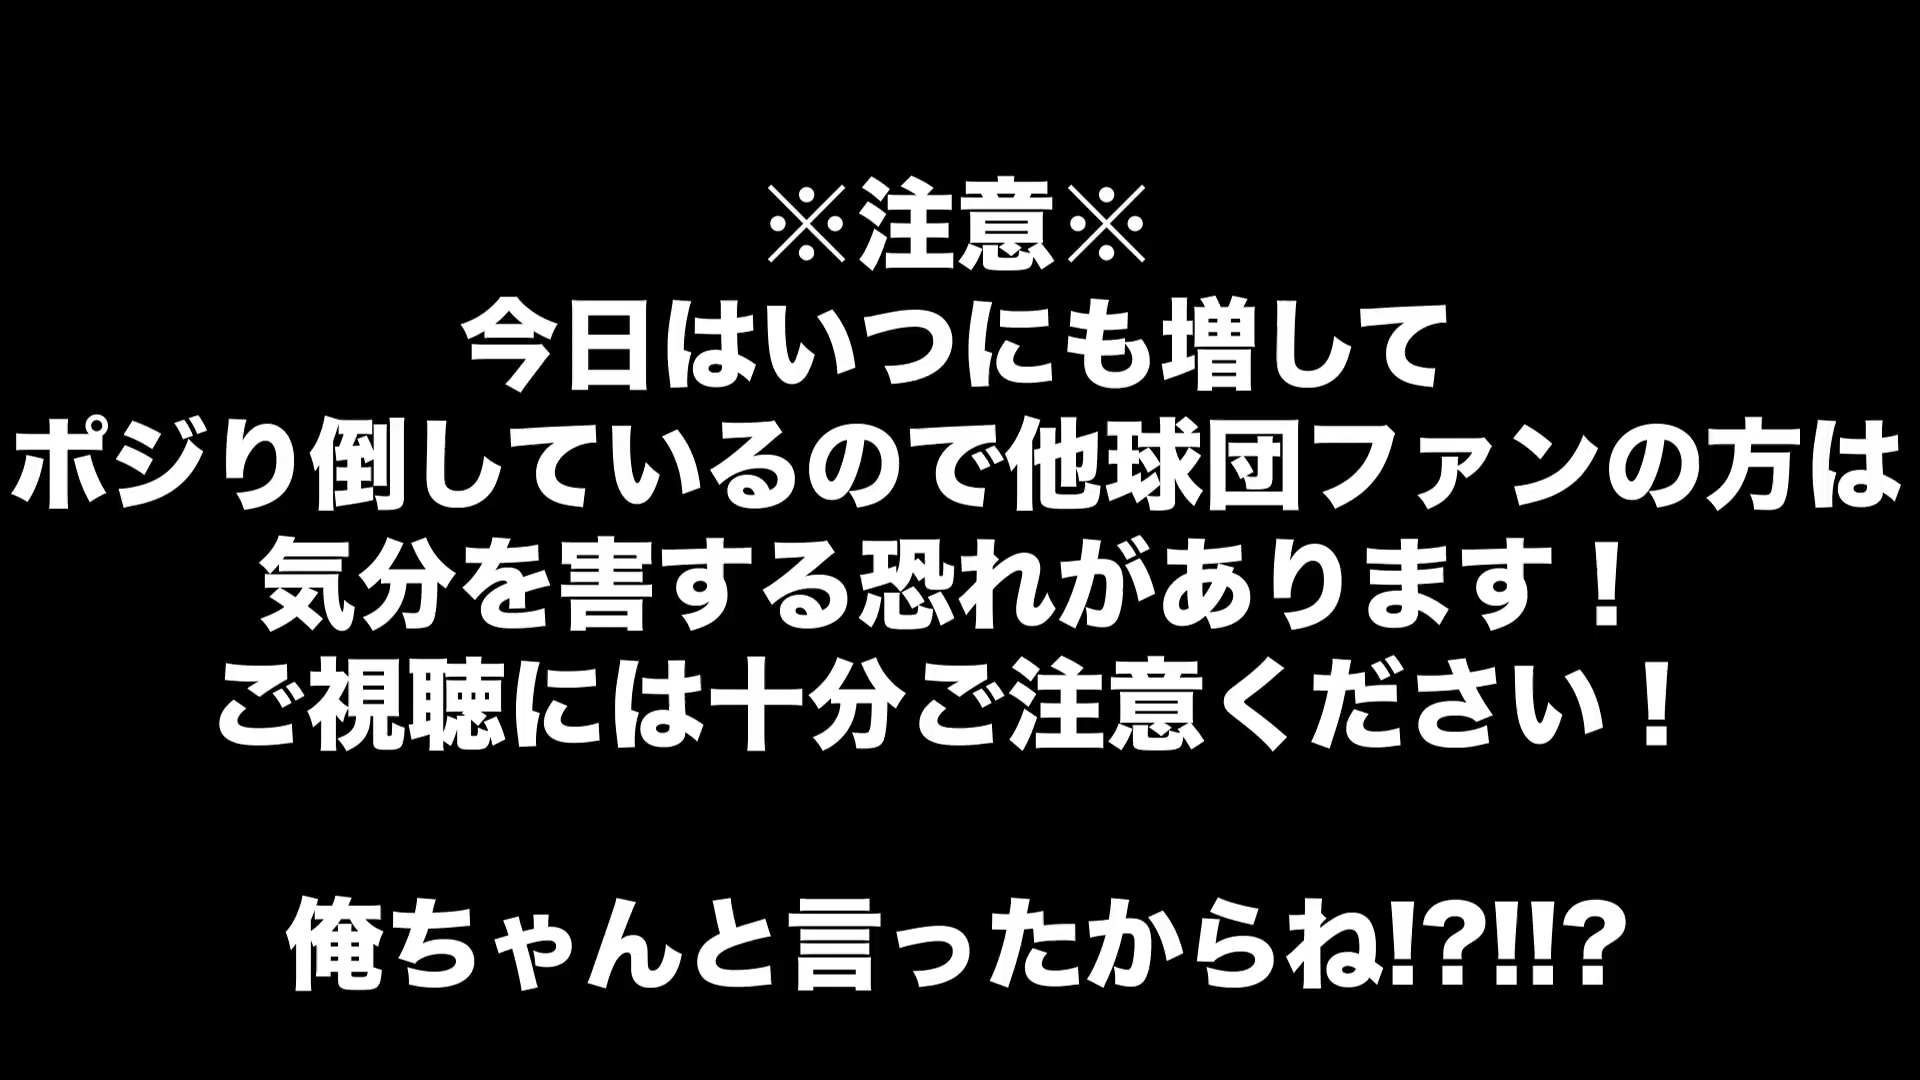 ※注意※
今日はいつにも増して
ポジり倒しているので他球団ファンの方は
気分を害する恐れがあります！
ご視聴には十分ご注意ください！
俺ちゃんと言ったからね!?!!?